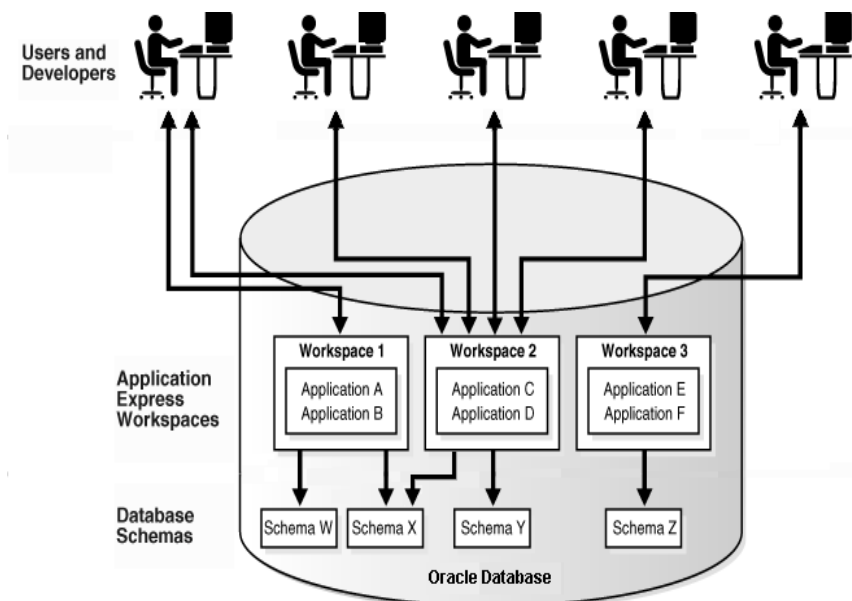 Users and
Developers
Workspace 1
Workspace 2
Workspace 3
Application
Express
Workspaces
Application A
Application B
Application C
Application D
Application E
Application F
Database
Schemas
Schema W
Schema X
Schema Y
Schema Z
Oracle Database